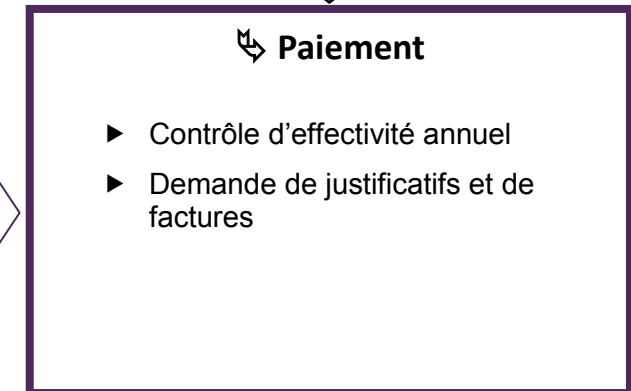 Paiement
► Contrôle d’effectivité annuel
► Demande de justificatifs et de
factures